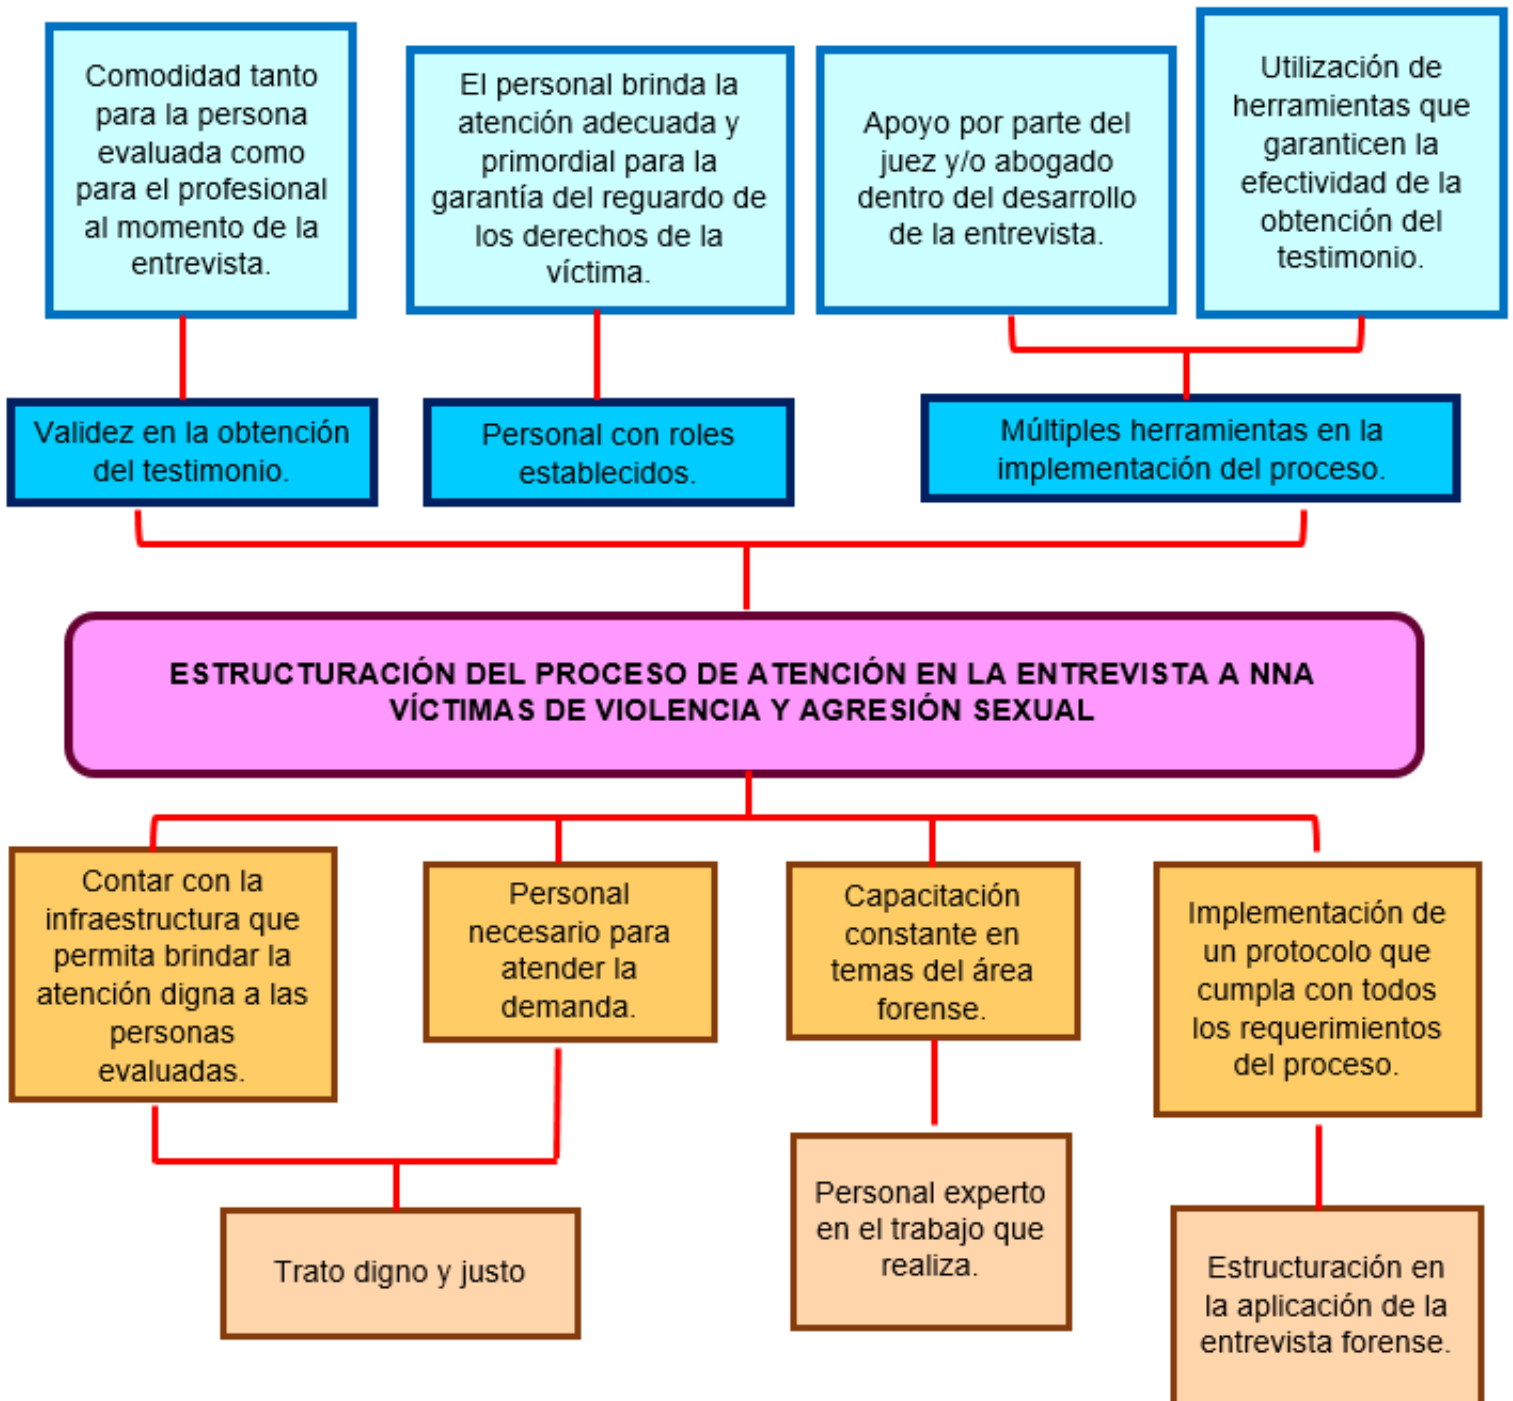 Comodidad tanto
para la persona
evaluada como
para el profesional
al momento de la
entrevista.
El personal brinda la
atención adecuada y
primordial para la
garantía del reguardo de
los derechos de la
víctima.
Apoyo por parte del
juez y/o abogado
dentro del desarrollo
de la entrevista.
Utilización de
herramientas que
garanticen la
efectividad de la
obtención del
testimonio.
Validez en la obtención
del testimonio.
Personal con roles
establecidos.
Múltiples herramientas en la
implementación del proceso.
ESTRUCTURACIÓN DEL PROCESO DE ATENCIÓN EN LA ENTREVISTA A NNA
VÍCTIMAS DE VIOLENCIA Y AGRESIÓN SEXUAL
Contar con la
infraestructura que
permita brindar la
atención digna a las
personas
evaluadas.
Personal
necesario para
atender la
demanda.
Capacitación
constante en
temas del área
forense.
Implementación de
un protocolo que
cumpla con todos
los requerimientos
del proceso.
Trato digno y justo
Personal experto
en el trabajo que
realiza.
Estructuración en
la aplicación de la
entrevista forense.